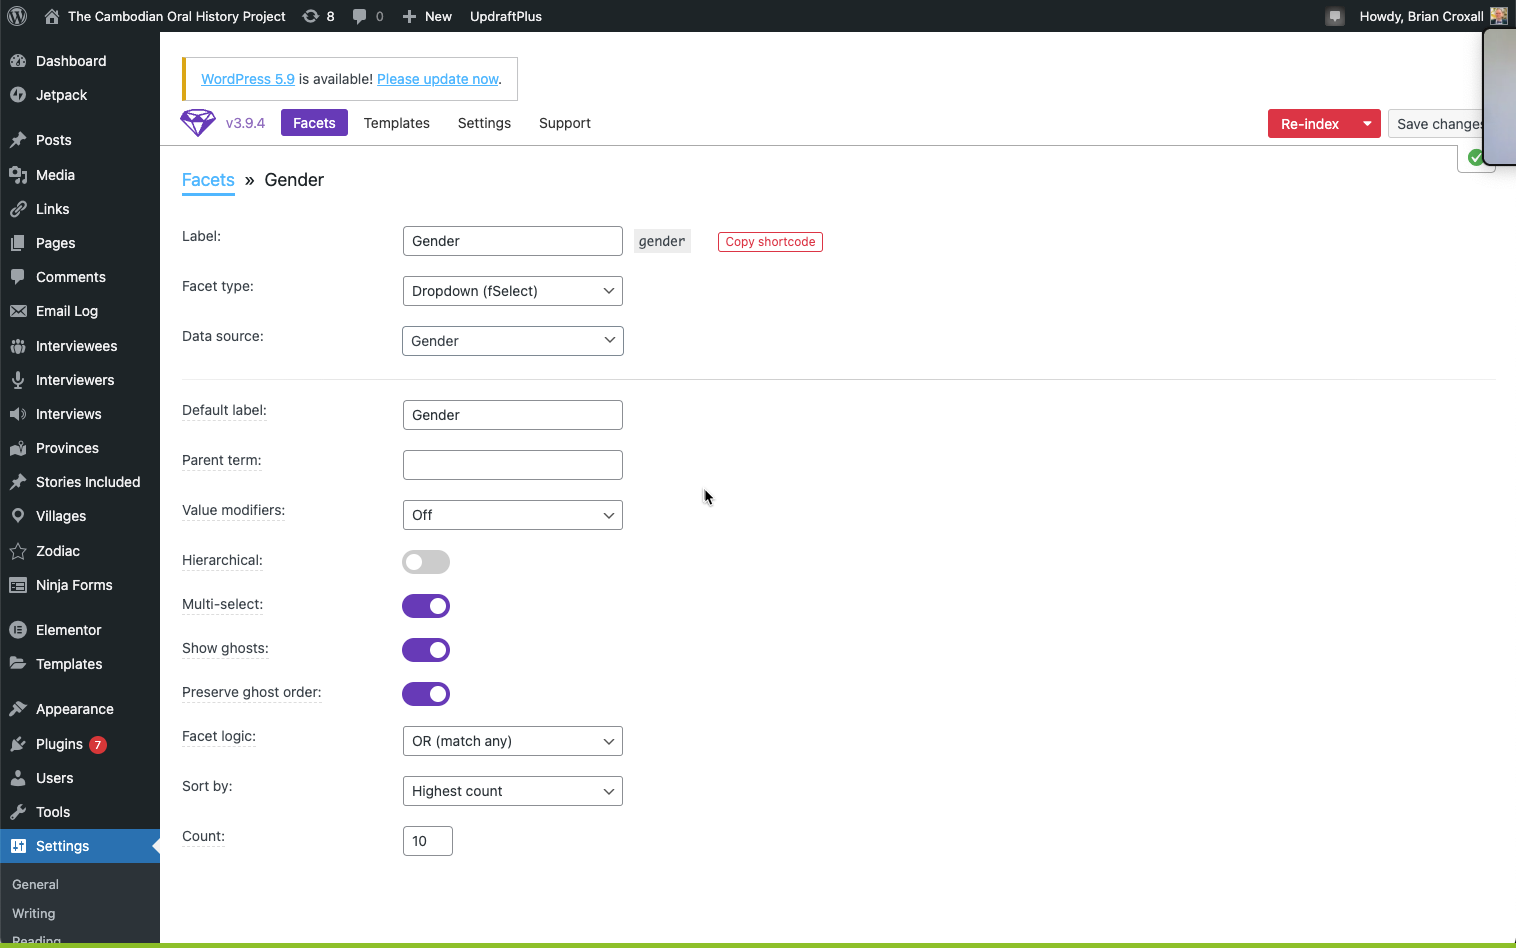 The Cambodian Oral History Project 8 0 New UpdraftPlus Howdy, Brian Croxall
Dashboard
Jetpack
Posts
Media
Links
Pages
Comments
Email Log
Interviewees
Interviewers
Interviews
Provinces
Stories Included
Villages
Zodiac
Ninja Forms
Elementor
Templates
Appearance
Plugins 7
Users
Tools
Settings
General
Writing
Reading
WordPress 5.9 is available! Please update now.
v3.9.4 Facets Templates Settings Support Re-index Save changes
Facets » Gender
Label: Gender gender Copy shortcode
Facet type: Dropdown (fSelect)
Data source: Gender
Default label: Gender
Parent term:
Value modifiers: Off
Hierarchical:
Multi-select:
Show ghosts:
Preserve ghost order:
Facet logic: OR (match any)
Sort by: Highest count
Count: 10